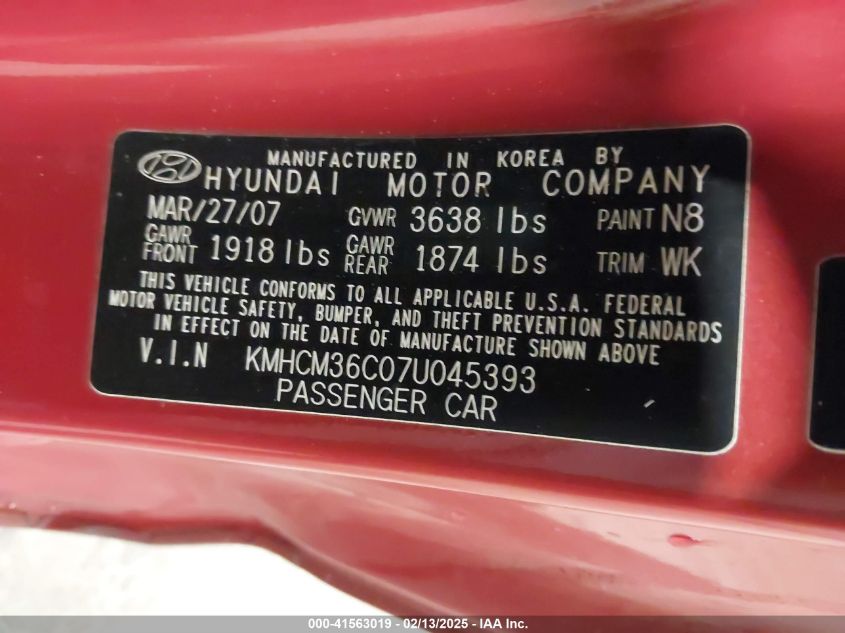 MANUFACTURED IN KOREA BY
HYUNDAI MOTOR COMPANY
MAR/27/07 GVWR 3638 lbs PAINT N8
GAWR FRONT 1918 lbs GAWR REAR 1874 lbs TRIM WK
THIS VEHICLE CONFORMS TO ALL APPLICABLE U.S.A. FEDERAL
MOTOR VEHICLE SAFETY, BUMPER, AND THEFT PREVENTION STANDARDS
IN EFFECT ON THE DATE OF MANUFACTURE SHOWN ABOVE
V.I.N KMHCM36C07U045393
PASSENGER CAR
000-41563019 - 02/13/2025 - IAA Inc.